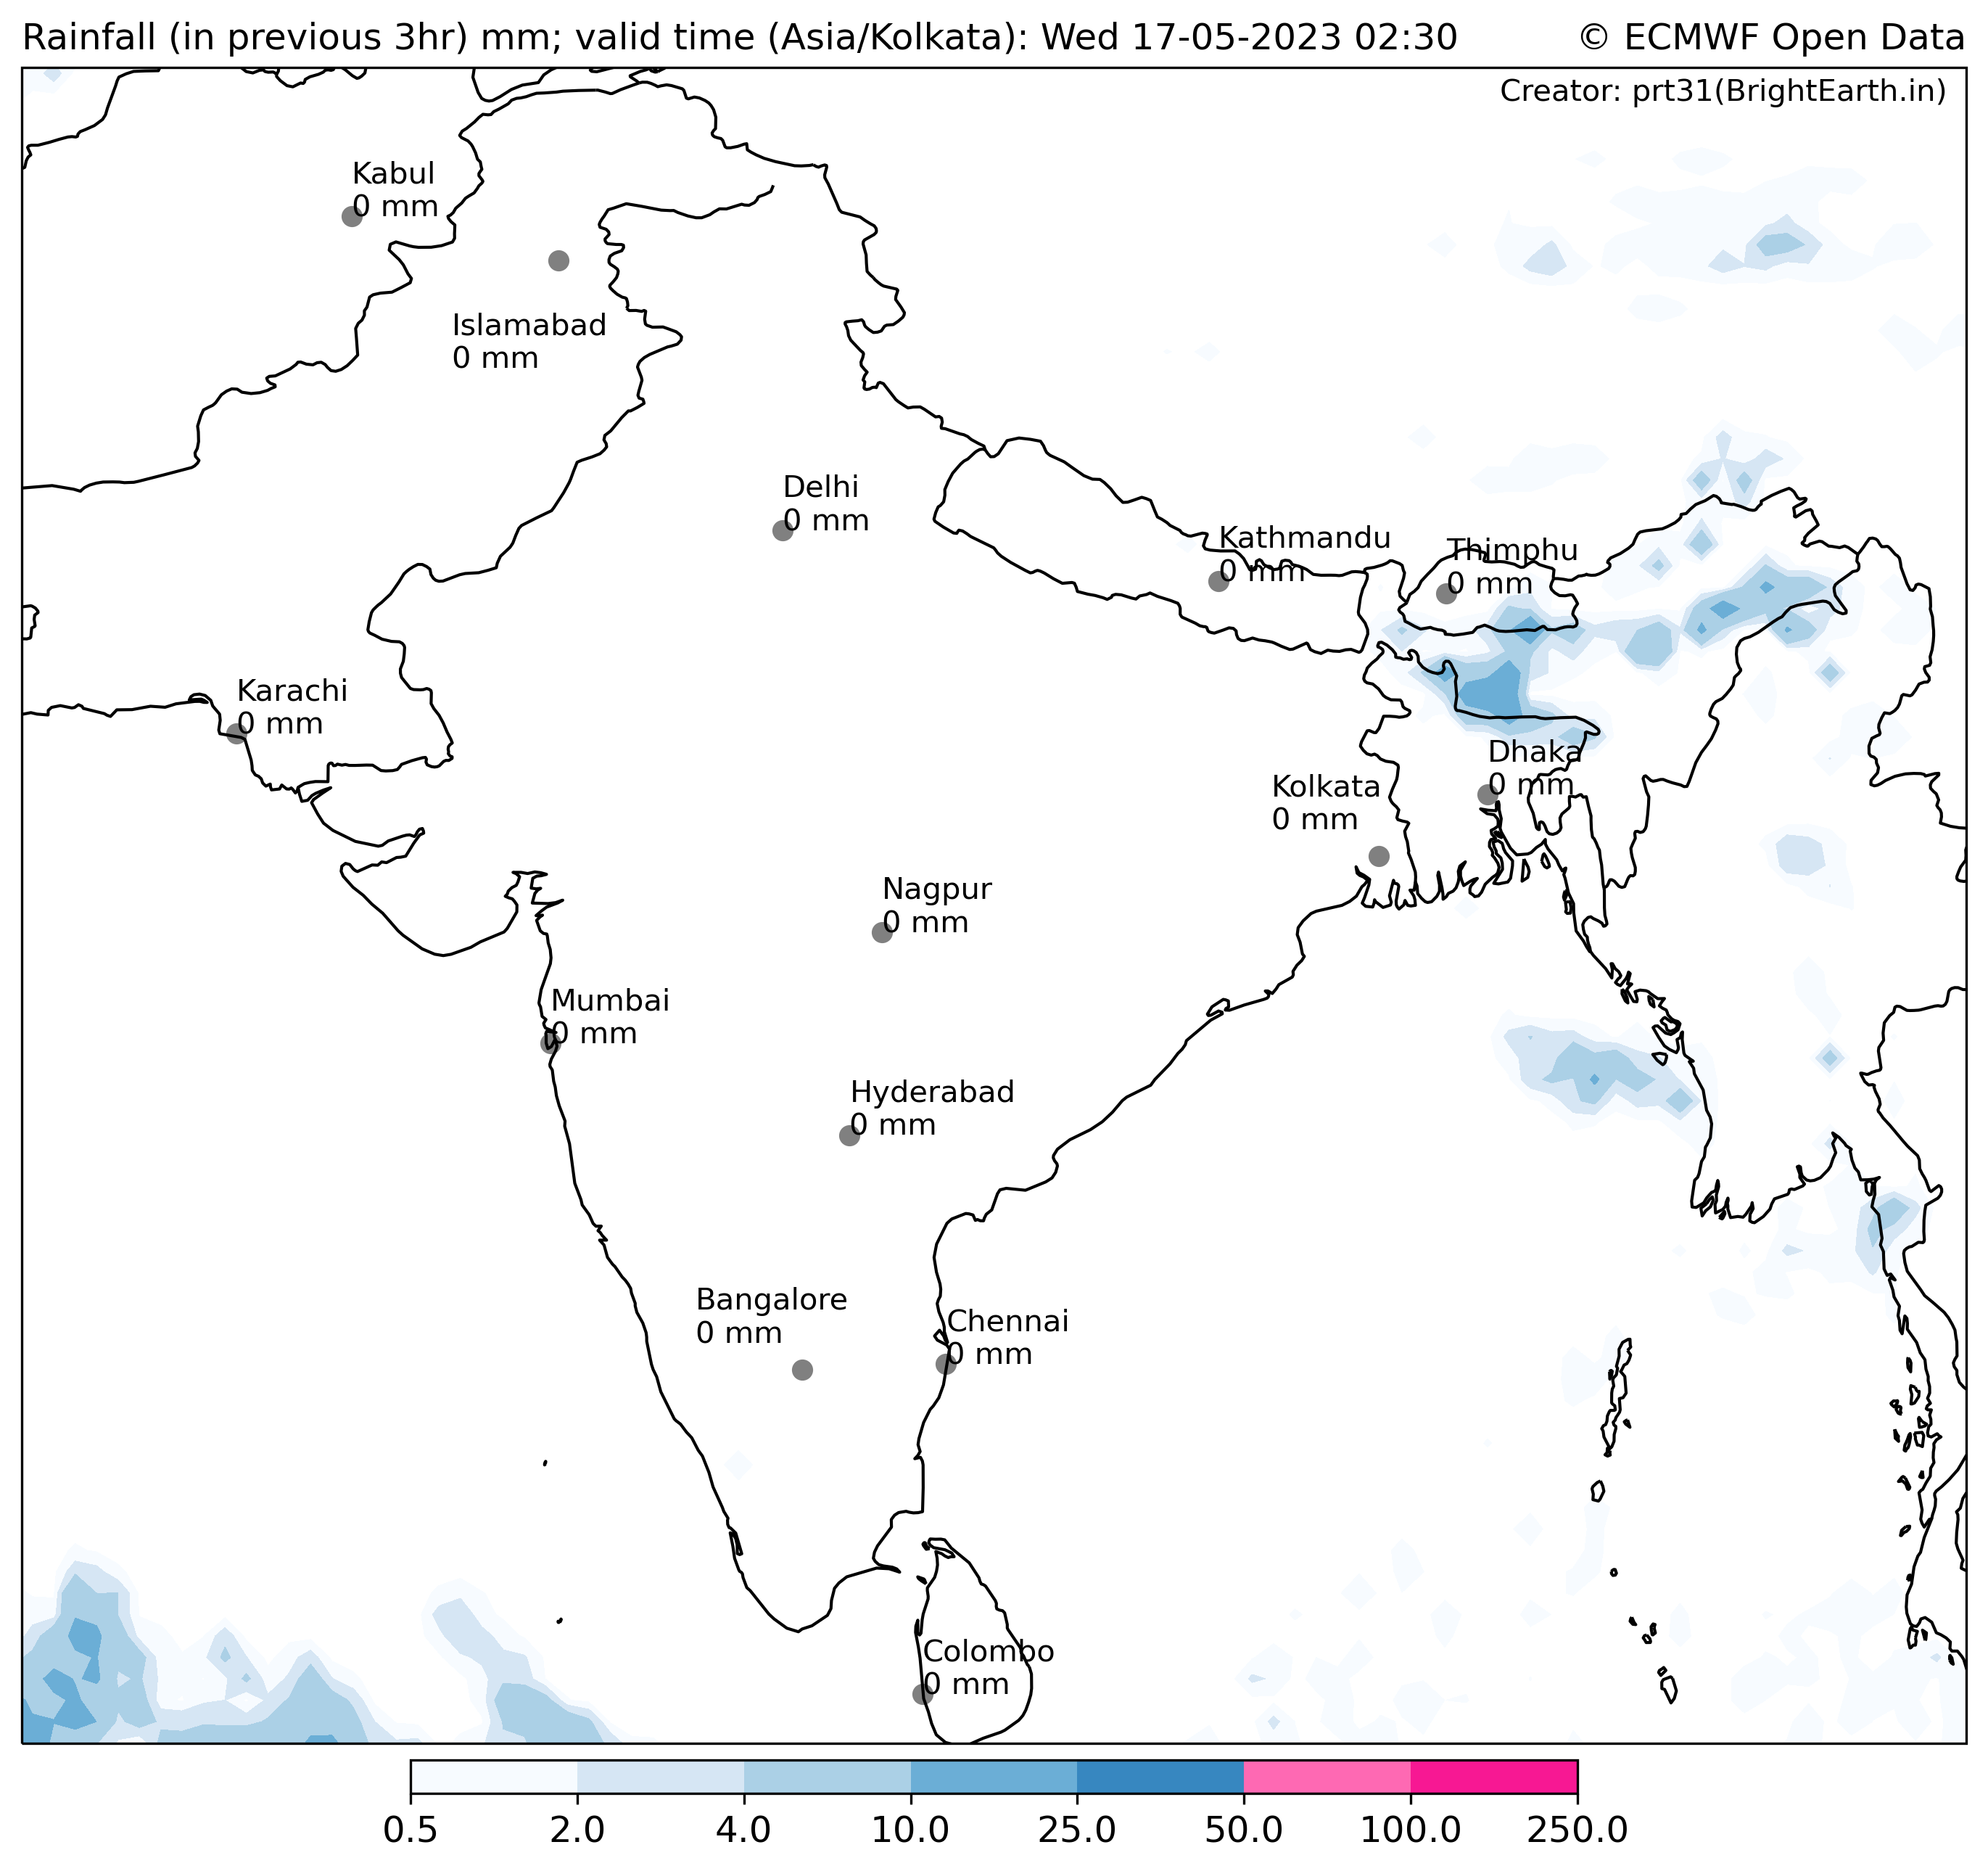 Rainfall (in previous 3hr) mm; valid time (Asia/Kolkata): Wed 17-05-2023 02:30
© ECMWF Open Data
Creator: prt31(BrightEarth.in)
Kabul
0 mm
Islamabad
0 mm
Delhi
0 mm
Kathmandu
0 mm
Thimphu
0 mm
Karachi
0 mm
Dhaka
0 mm
Kolkata
0 mm
Nagpur
0 mm
Mumbai
0 mm
Hyderabad
0 mm
Bangalore
0 mm
Chennai
0 mm
Colombo
0 mm
0.5 2.0 4.0 10.0 25.0 50.0 100.0 250.0